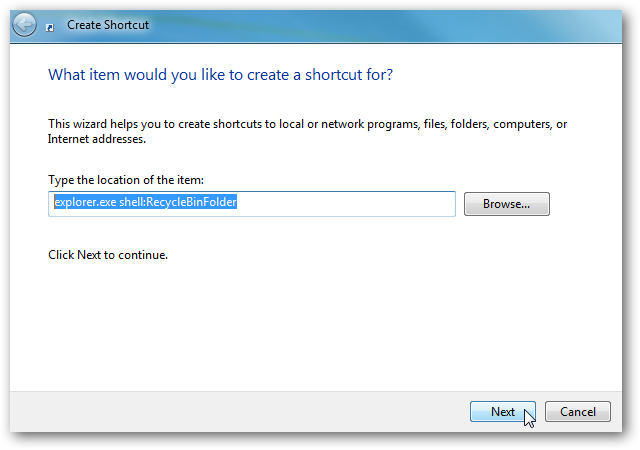 Create Shortcut
What item would you like to create a shortcut for?
This wizard helps you to create shortcuts to local or network programs, files, folders, computers, or
Internet addresses.
Type the location of the item:
explorer.exe shell:RecycleBinFolder
Browse...
Click Next to continue.
Next
Cancel